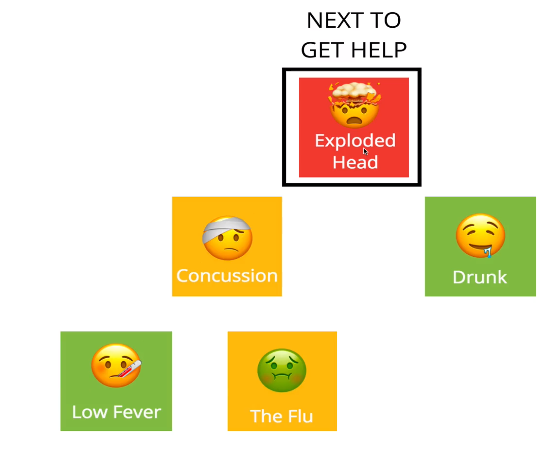 NEXT TO
GET HELP
Exploded
Head
Concussion
Drunk
Low Fever
The Flu